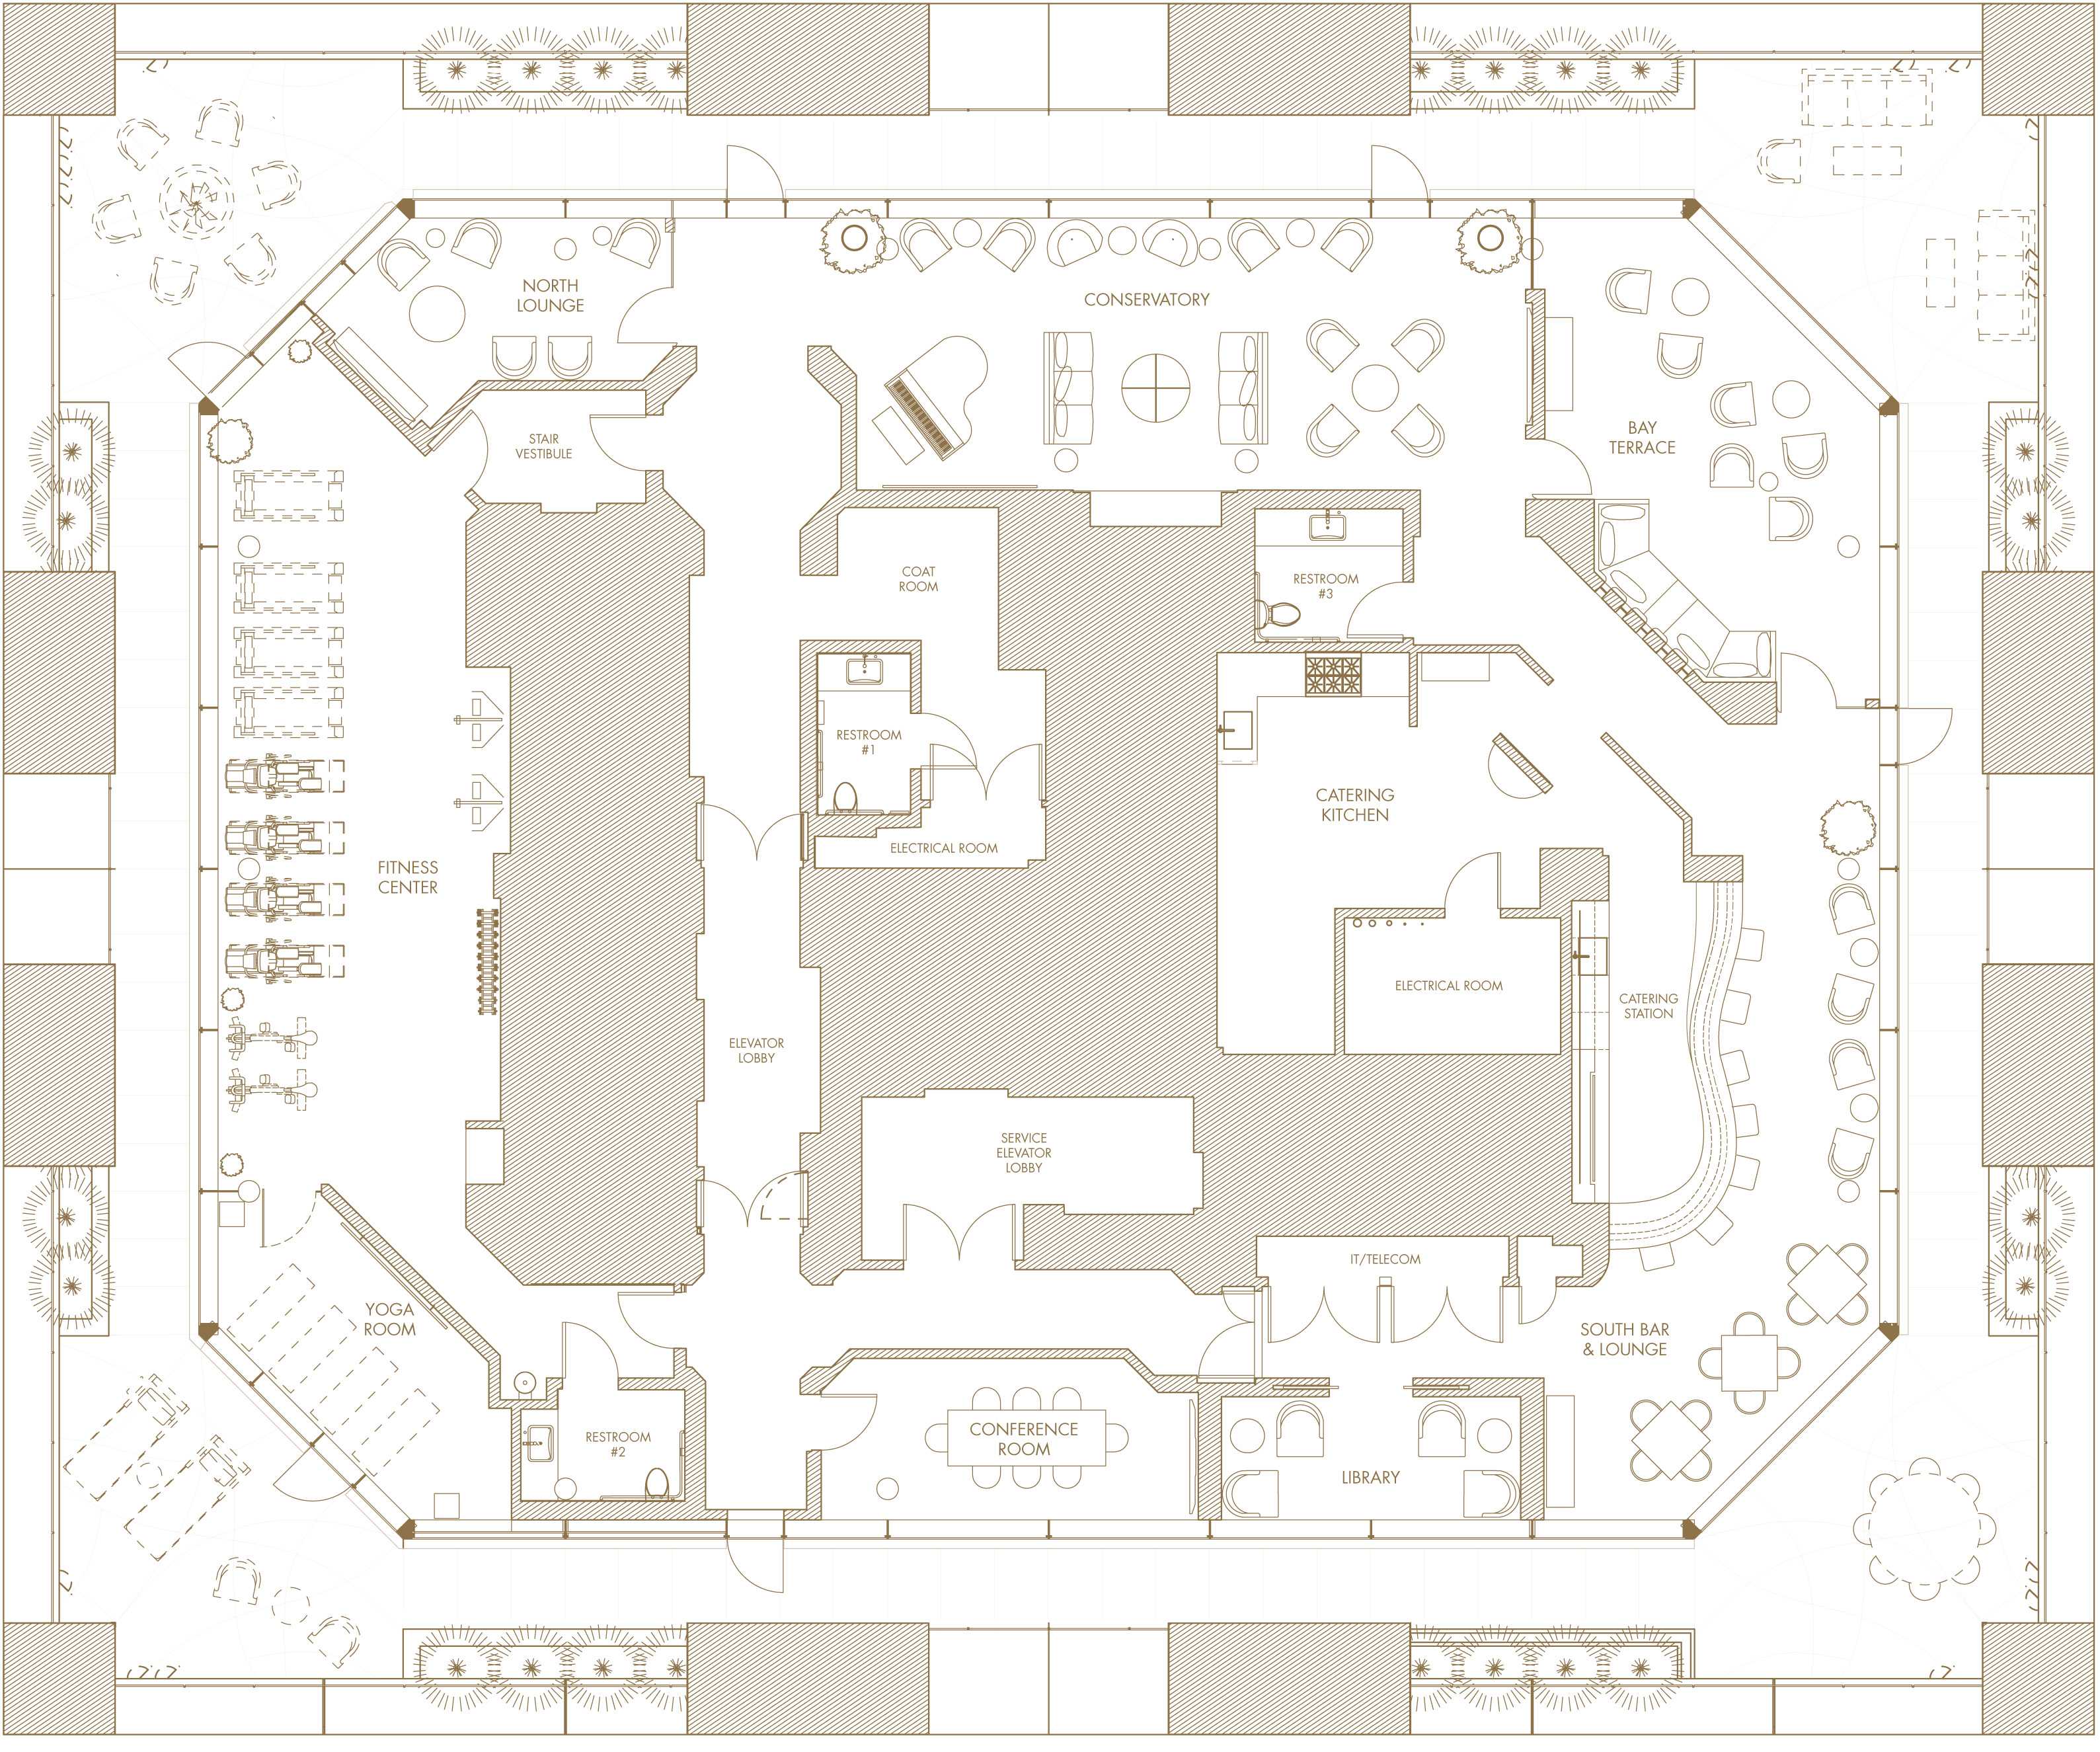 NORTH
LOUNGE
CONSERVATORY
STAIR
VESTIBULE
BAY
TERRACE
COAT
ROOM
RESTROOM
#3
RESTROOM
#1
CATERING
KITCHEN
ELECTRICAL ROOM
FITNESS
CENTER
ELECTRICAL ROOM
CATERING
STATION
ELEVATOR
LOBBY
SERVICE
ELEVATOR
LOBBY
IT/TELECOM
YOGA
ROOM
SOUTH BAR
& LOUNGE
RESTROOM
#2
CONFERENCE
ROOM
LIBRARY